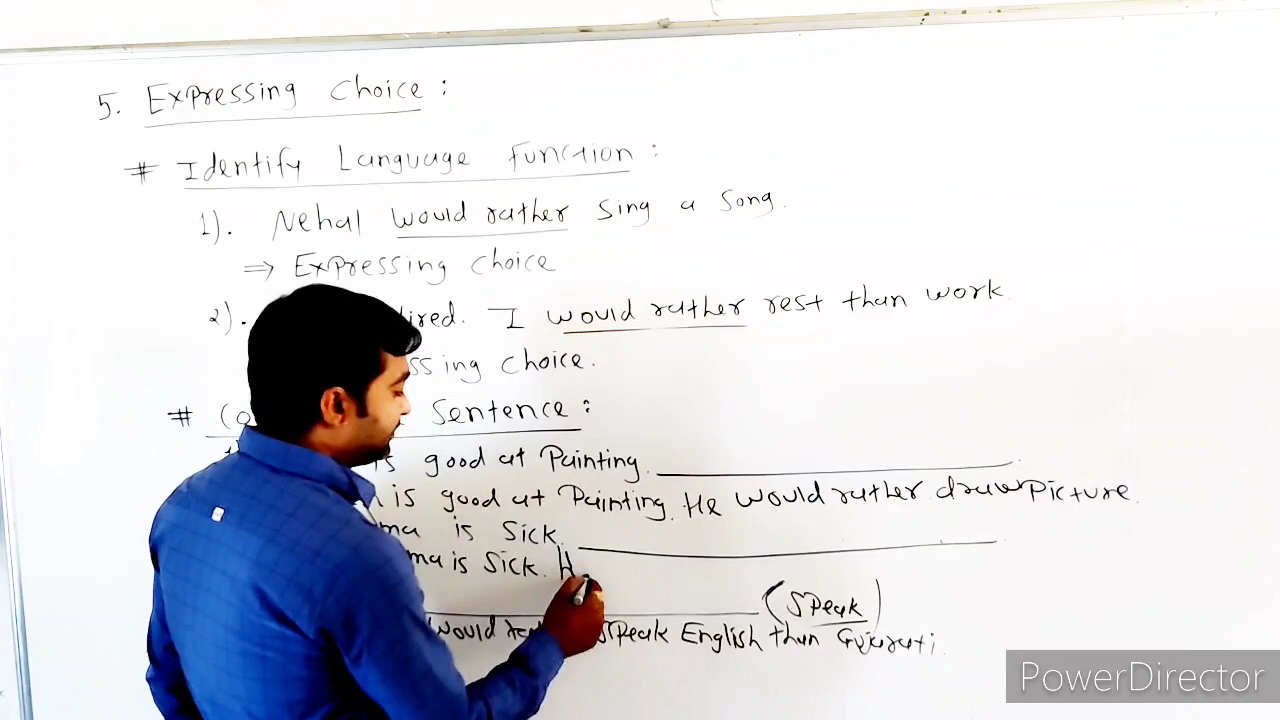 5. Expressing choice :
# Identify Language function :
1). Nehal would rather sing a song.
⇒ Expressing choice
2). I would rather rest than work.
choice.
# Sentence :
is good at Painting.
is good at Painting. He would rather draw Picture.
is Sick.
is Sick. H
(Speak)
would speak English than Gujarati.
PowerDirector